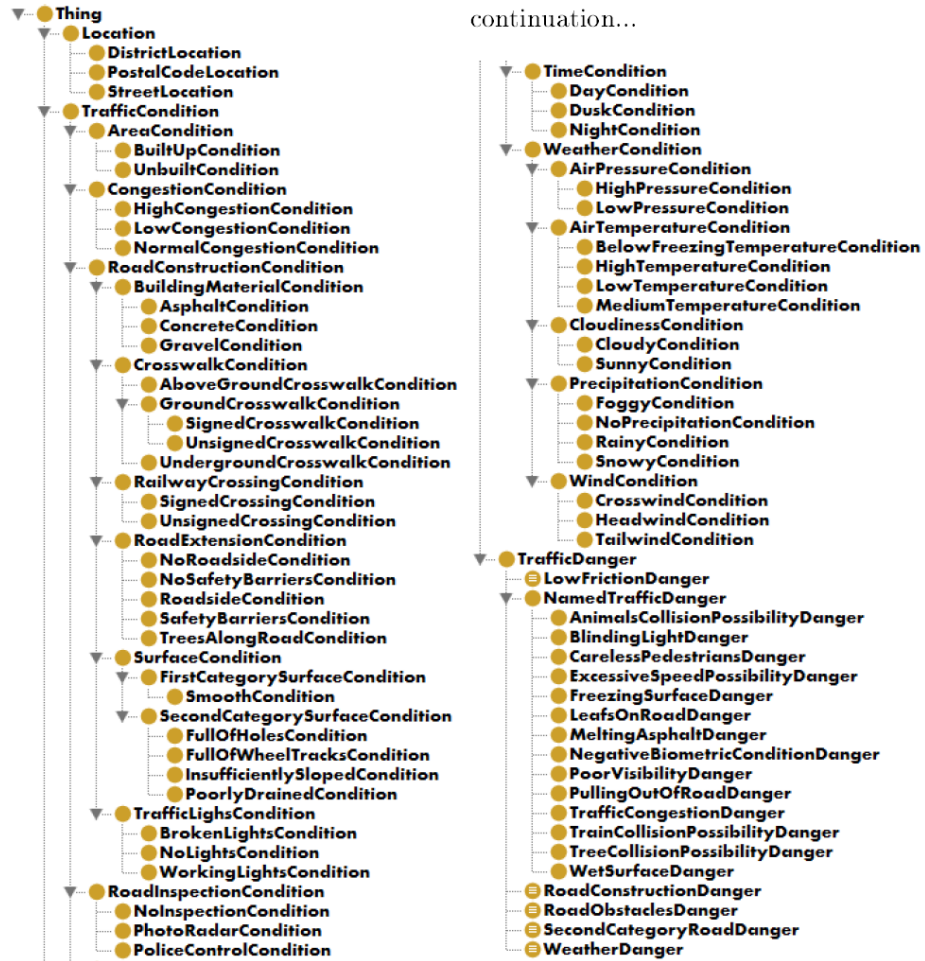 Thing
Location
DistrictLocation
PostalCodeLocation
StreetLocation
TrafficCondition
AreaCondition
BuiltUpCondition
UnbuiltCondition
CongestionCondition
HighCongestionCondition
LowCongestionCondition
NormalCongestionCondition
RoadConstructionCondition
BuildingMaterialCondition
AsphaltCondition
ConcreteCondition
GravelCondition
CrosswalkCondition
AboveGroundCrosswalkCondition
GroundCrosswalkCondition
SignedCrosswalkCondition
UnsignedCrosswalkCondition
UndergroundCrosswalkCondition
RailwayCrossingCondition
SignedCrossingCondition
UnsignedCrossingCondition
RoadExtensionCondition
NoRoadsideCondition
NoSafetyBarriersCondition
RoadsideCondition
SafetyBarriersCondition
TreesAlongRoadCondition
SurfaceCondition
FirstCategorySurfaceCondition
SmoothCondition
SecondCategorySurfaceCondition
FullOfHolesCondition
FullOfWheelTracksCondition
InsufficientlySlopedCondition
PoorlyDrainedCondition
TrafficLighsCondition
BrokenLightsCondition
NoLightsCondition
WorkingLightsCondition
RoadInspectionCondition
NoInspectionCondition
PhotoRadarCondition
PoliceControlCondition
continuation...
TimeCondition
DayCondition
DuskCondition
NightCondition
WeatherCondition
AirPressureCondition
HighPressureCondition
LowPressureCondition
AirTemperatureCondition
BelowFreezingTemperatureCondition
HighTemperatureCondition
LowTemperatureCondition
MediumTemperatureCondition
CloudinessCondition
CloudyCondition
SunnyCondition
PrecipitationCondition
FoggyCondition
NoPrecipitationCondition
RainyCondition
SnowyCondition
WindCondition
CrosswindCondition
HeadwindCondition
TailwindCondition
TrafficDanger
LowFrictionDanger
NamedTrafficDanger
AnimalsCollisionPossibilityDanger
BlindingLightDanger
CarelessPedestriansDanger
ExcessiveSpeedPossibilityDanger
FreezingSurfaceDanger
LeafsOnRoadDanger
MeltingAsphaltDanger
NegativeBiometricConditionDanger
PoorVisibilityDanger
PullingOutOfRoadDanger
TrafficCongestionDanger
TrainCollisionPossibilityDanger
TreeCollisionPossibilityDanger
WetSurfaceDanger
RoadConstructionDanger
RoadObstaclesDanger
SecondCategoryRoadDanger
WeatherDanger